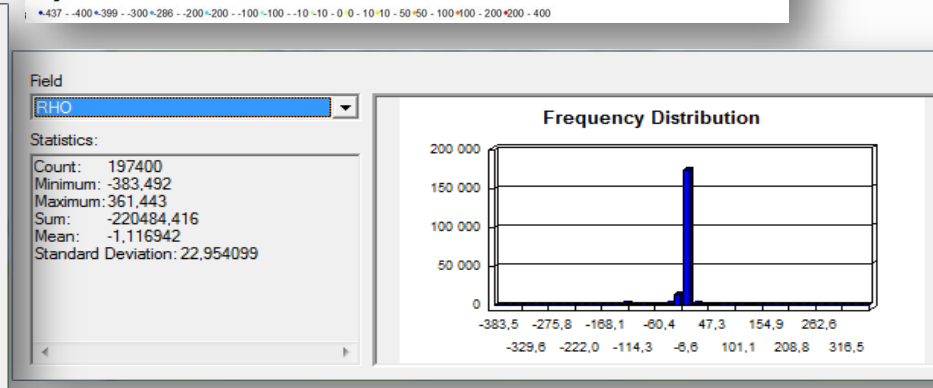 -437 - -400 -399 - -300 -286 - -200 -200 - -100 -100 - -10 -10 - 0 0 - 10 10 - 50 50 - 100 100 - 200 200 - 400
Field
RHO
Statistics:
Count: 197400
Minimum: -383,492
Maximum: 361,443
Sum: -220484,416
Mean: -1,116942
Standard Deviation: 22,954099
Frequency Distribution
200 000
150 000
100 000
50 000
0
-383,5 -275,8 -168,1 -60,4 47,3 154,9 262,6
-329,6 -222,0 -114,3 -6,6 101,1 208,8 316,5